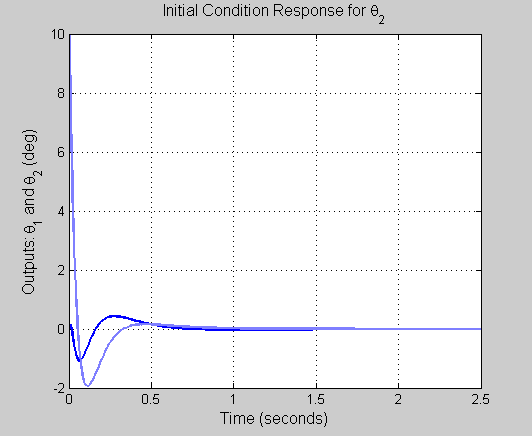 Initial Condition Response for θ₂
Outputs: θ₁ and θ₂ (deg)
10
8
6
4
2
0
-2
0 0.5 1 1.5 2 2.5
Time (seconds)